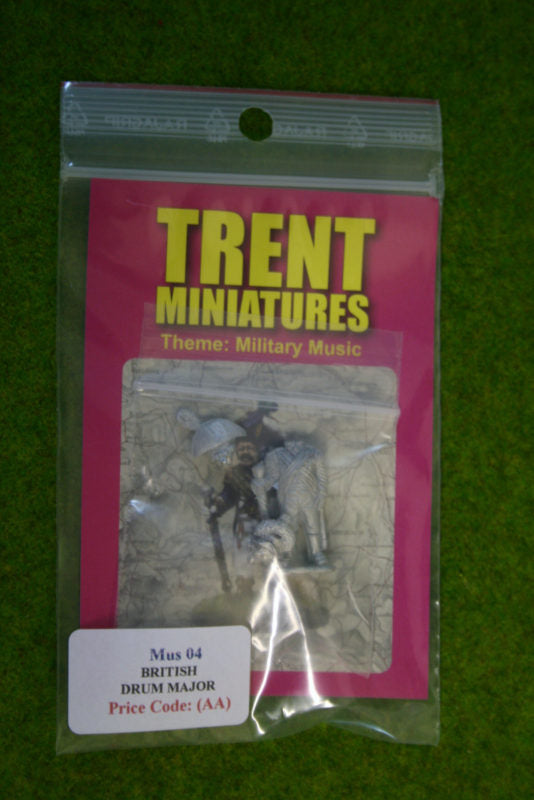 TRENT
MINIATURES
Theme: Military Music
Mus 04
BRITISH
DRUM MAJOR
Price Code: (AA)